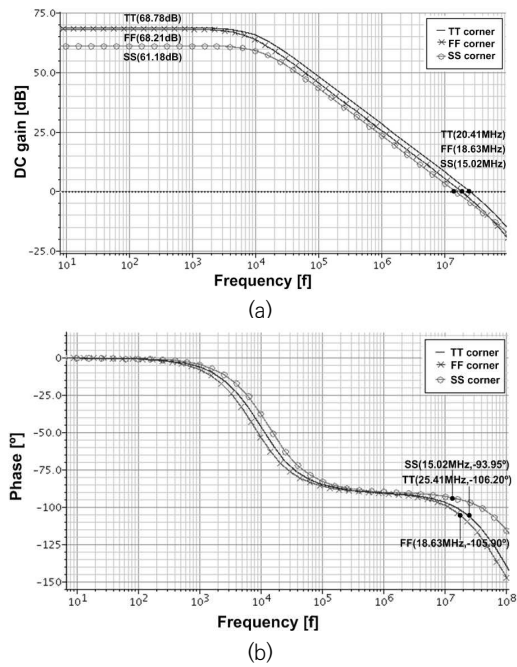 TT(68.78dB)
FF(68.21dB)
SS(61.18dB)
TT corner
FF corner
SS corner
TT(20.41MHz)
FF(18.63MHz)
SS(15.02MHz)
DC gain [dB]
75.0
50.0
25.0
0
-25.0
10¹ 10² 10³ 10⁴ 10⁵ 10⁶ 10⁷
Frequency [f]
(a)
TT corner
FF corner
SS corner
SS(15.02MHz,-93.95º)
TT(25.41MHz,-106.20º)
FF(18.63MHz,-105.90º)
Phase [º]
0
-25.0
-50.0
-75.0
-100
-125
-150
10¹ 10² 10³ 10⁴ 10⁵ 10⁶ 10⁷ 10⁸
Frequency [f]
(b)